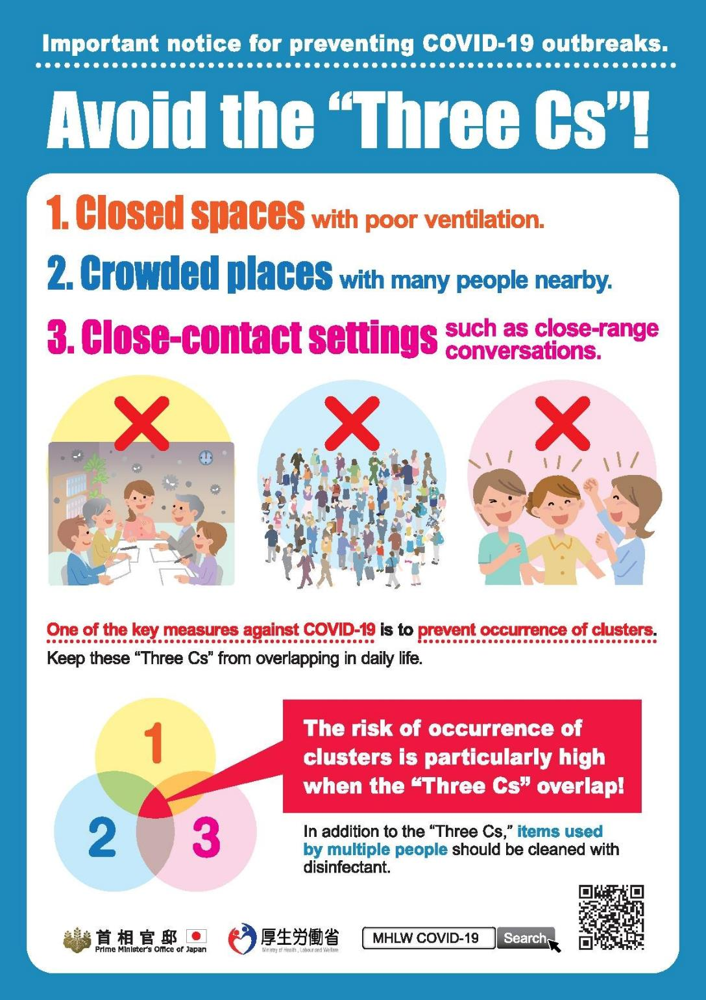 Important notice for preventing COVID-19 outbreaks.
Avoid the “Three Cs”!
1. Closed spaces with poor ventilation.
2. Crowded places with many people nearby.
3. Close-contact settings such as close-range
conversations.
One of the key measures against COVID-19 is to prevent occurrence of clusters.
Keep these “Three Cs” from overlapping in daily life.
1
2
3
The risk of occurrence of
clusters is particularly high
when the “Three Cs” overlap!
In addition to the “Three Cs,” items used
by multiple people should be cleaned with
disinfectant.
首相官邸
Prime Minister's Office of Japan
厚生労働省
Ministry of Health, Labour and Welfare
MHLW COVID-19 Search